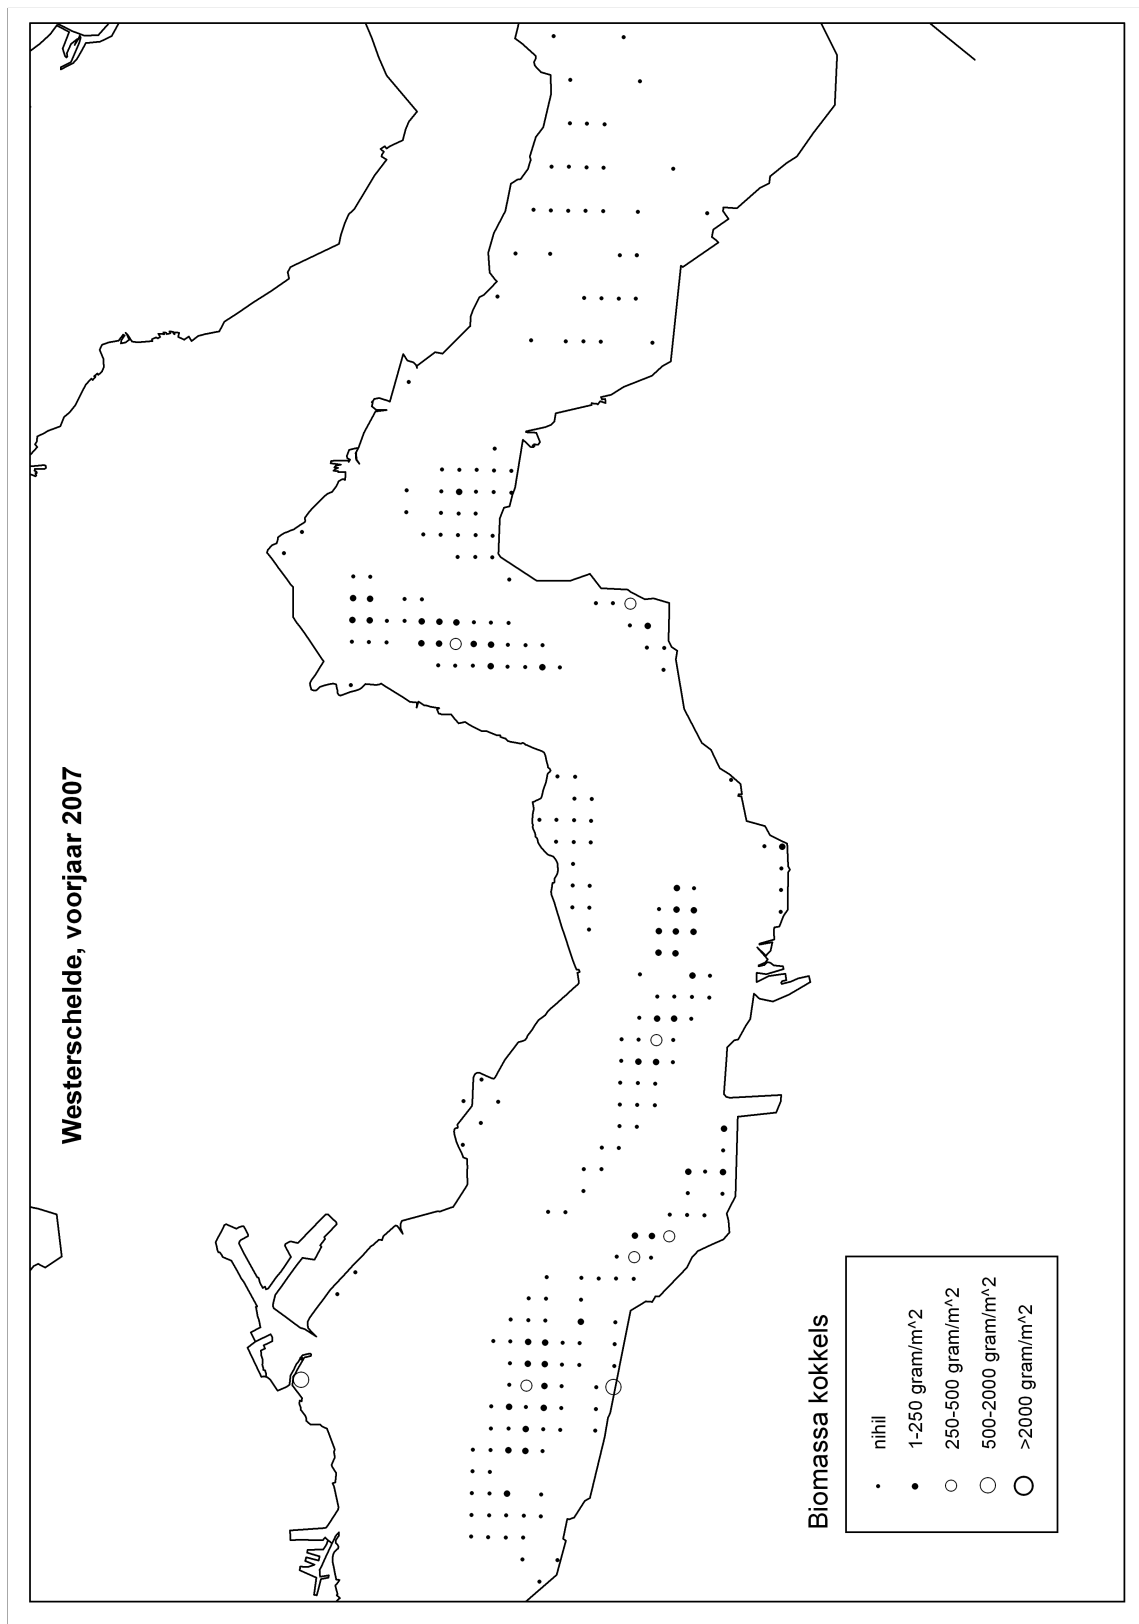 Westerschelde, voorjaar 2007
Biomassa kokkels
nihil
1-250 gram/m^2
250-500 gram/m^2
500-2000 gram/m^2
>2000 gram/m^2